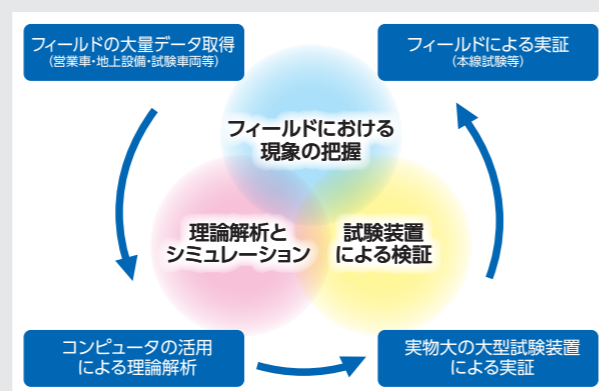 フィールドの大量データ取得
(営業車・地上設備・試験車両等)
フィールドによる実証
(本線試験等)
フィールドにおける
現象の把握
理論解析と
シミュレーション
試験装置
による検証
コンピュータの活用
による理論解析
実物大の大型試験装置
による実証